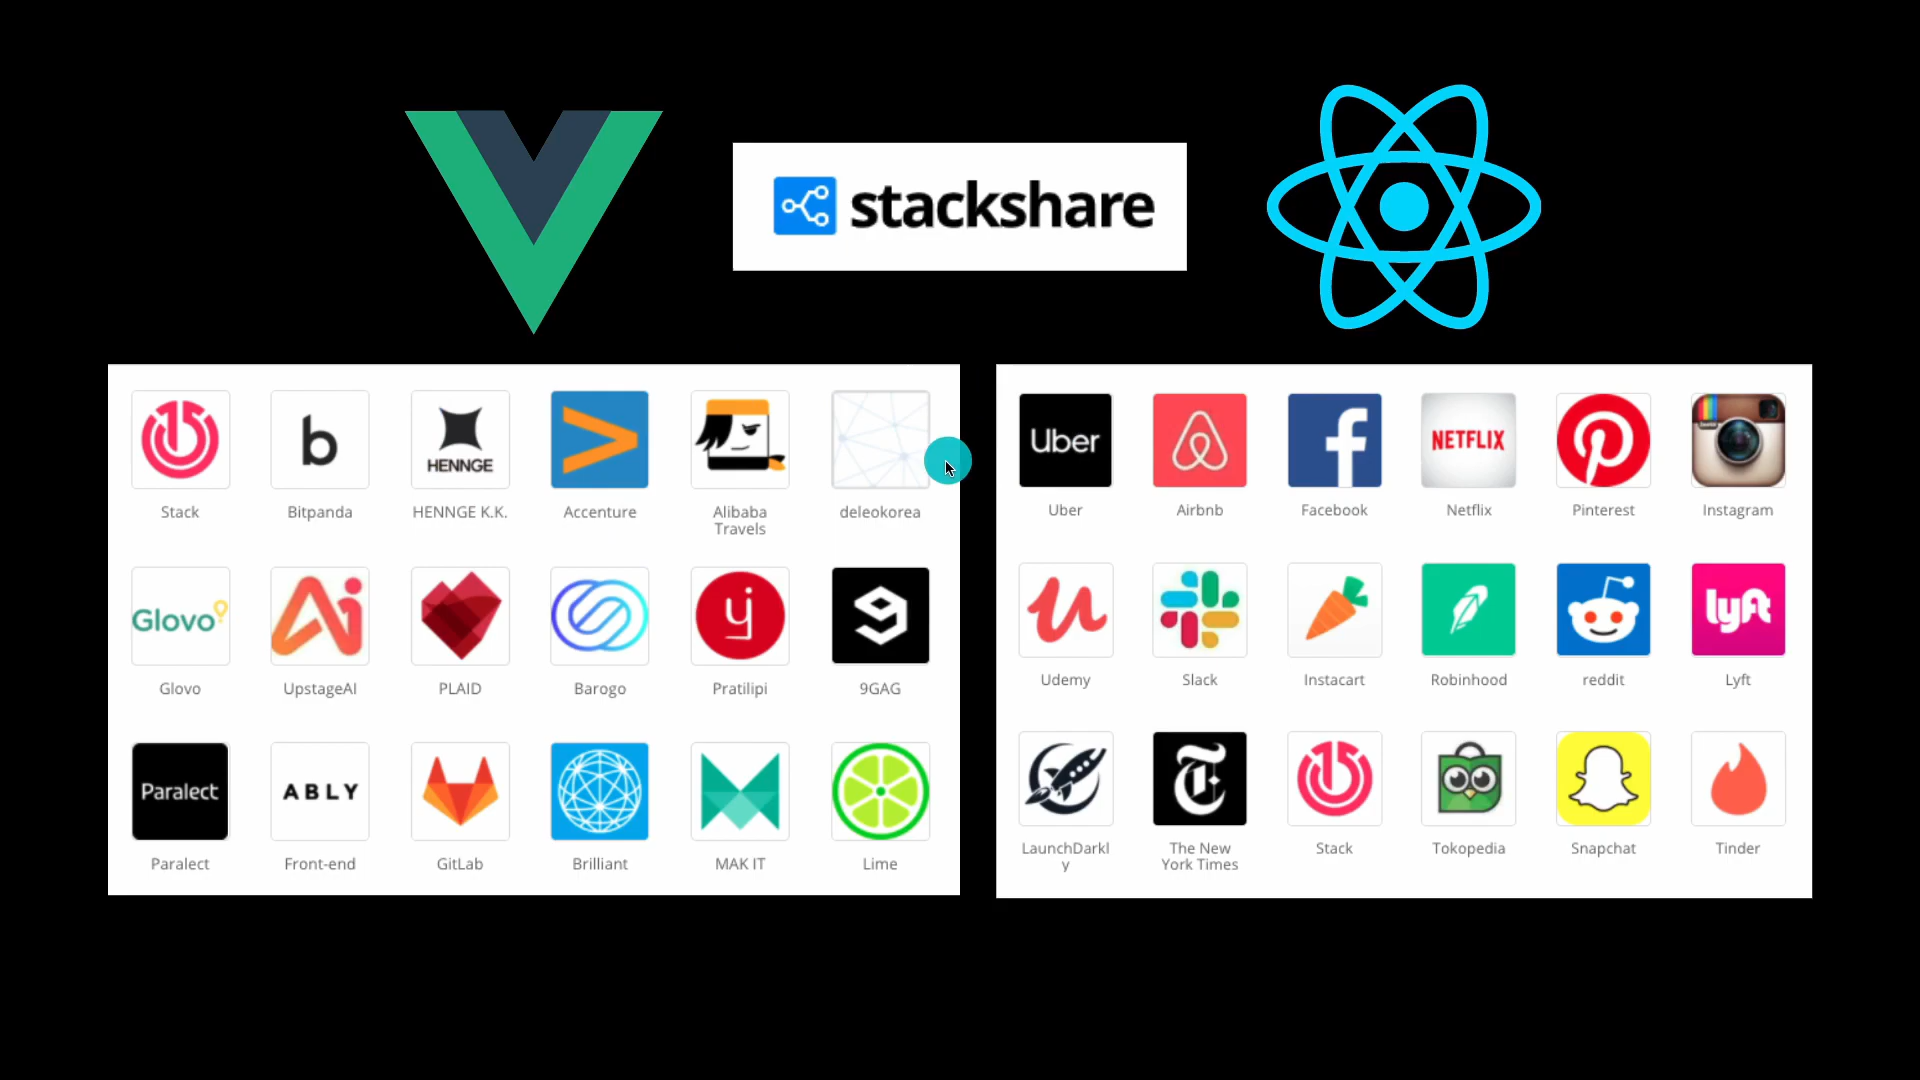 stackshare
HENNGE
Stack
Bitpanda
HENNGE K.K.
Accenture
Alibaba
Travels
deleokorea
Glovo
Glovo
UpstageAI
PLAID
Barogo
Pratilipi
9GAG
Paralect
ABLY
Paralect
Front-end
GitLab
Brilliant
MAK IT
Lime
Uber
NETFLIX
Uber
Airbnb
Facebook
Netflix
Pinterest
Instagram
lyft
Udemy
Slack
Instacart
Robinhood
reddit
Lyft
LaunchDarkl
y
The New
York Times
Stack
Tokopedia
Snapchat
Tinder